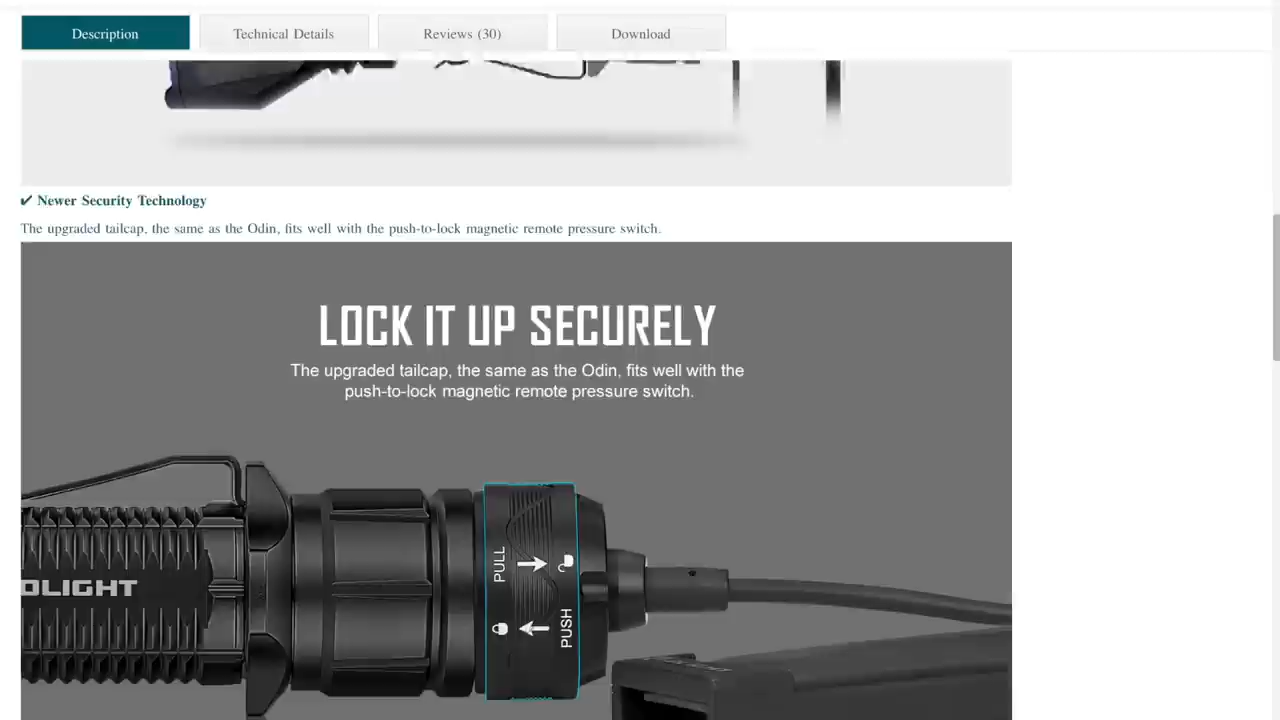 Description
Technical Details
Reviews (30)
Download
✔ Newer Security Technology
The upgraded tailcap, the same as the Odin, fits well with the push-to-lock magnetic remote pressure switch.
LOCK IT UP SECURELY
The upgraded tailcap, the same as the Odin, fits well with the
push-to-lock magnetic remote pressure switch.
OLIGHT
PULL
PUSH